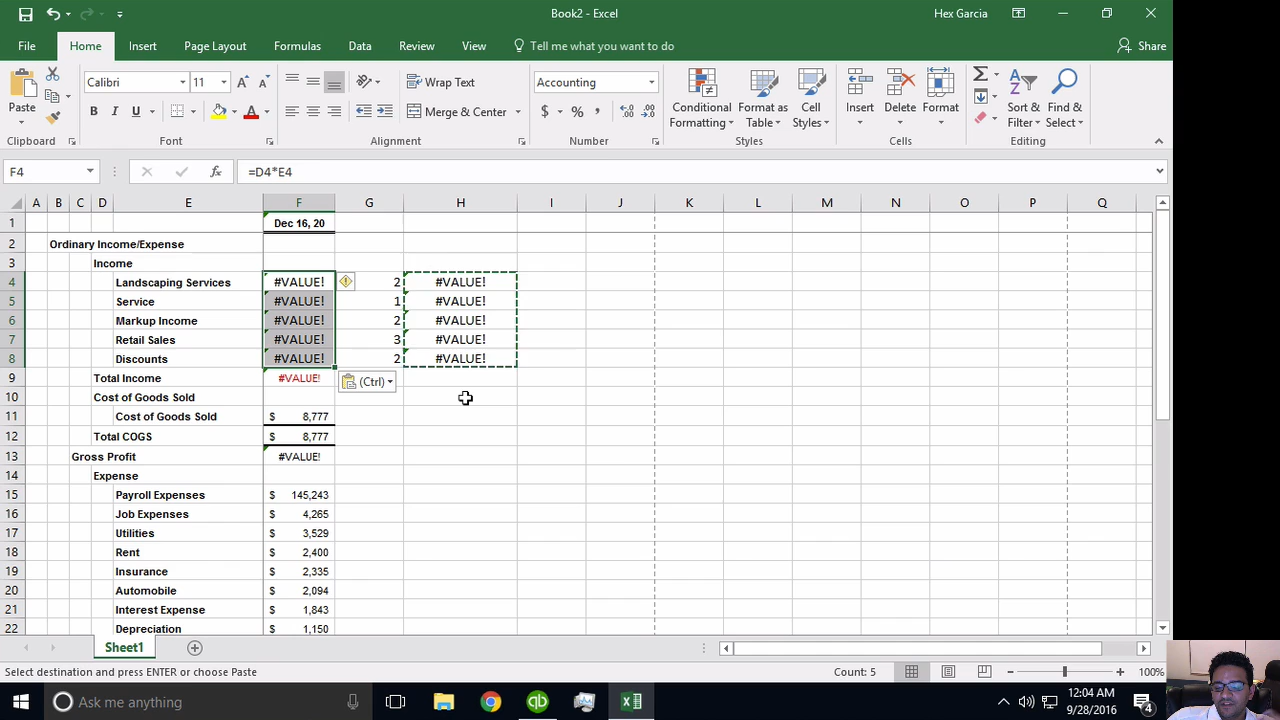 Book2 - Excel
Hex Garcia
File Home Insert Page Layout Formulas Data Review View Tell me what you want to do Share
Paste
Calibri 11
B I U
Wrap Text
Merge & Center
Accounting
$ % ,
Conditional Formatting
Format as Table
Cell Styles
Insert Delete Format
Sort & Filter
Find & Select
Clipboard Font Alignment Number Styles Cells Editing
F4 fx =D4*E4
A B C D E F G H I J K L M N O P Q
1 Dec 16, 20
2 Ordinary Income/Expense
3 Income
4 Landscaping Services #VALUE! 2 #VALUE!
5 Service #VALUE! 1 #VALUE!
6 Markup Income #VALUE! 2 #VALUE!
7 Retail Sales #VALUE! 3 #VALUE!
8 Discounts #VALUE! 2 #VALUE!
9 Total Income #VALUE! (Ctrl)
10 Cost of Goods Sold
11 Cost of Goods Sold $ 8,777
12 Total COGS $ 8,777
13 Gross Profit #VALUE!
14 Expense
15 Payroll Expenses $ 145,243
16 Job Expenses $ 4,265
17 Utilities $ 3,529
18 Rent $ 2,400
19 Insurance $ 2,335
20 Automobile $ 2,094
21 Interest Expense $ 1,843
22 Depreciation $ 1,150
Sheet1
Select destination and press ENTER or choose Paste Count: 5 100%
Ask me anything qb 12:04 AM
9/28/2016 4